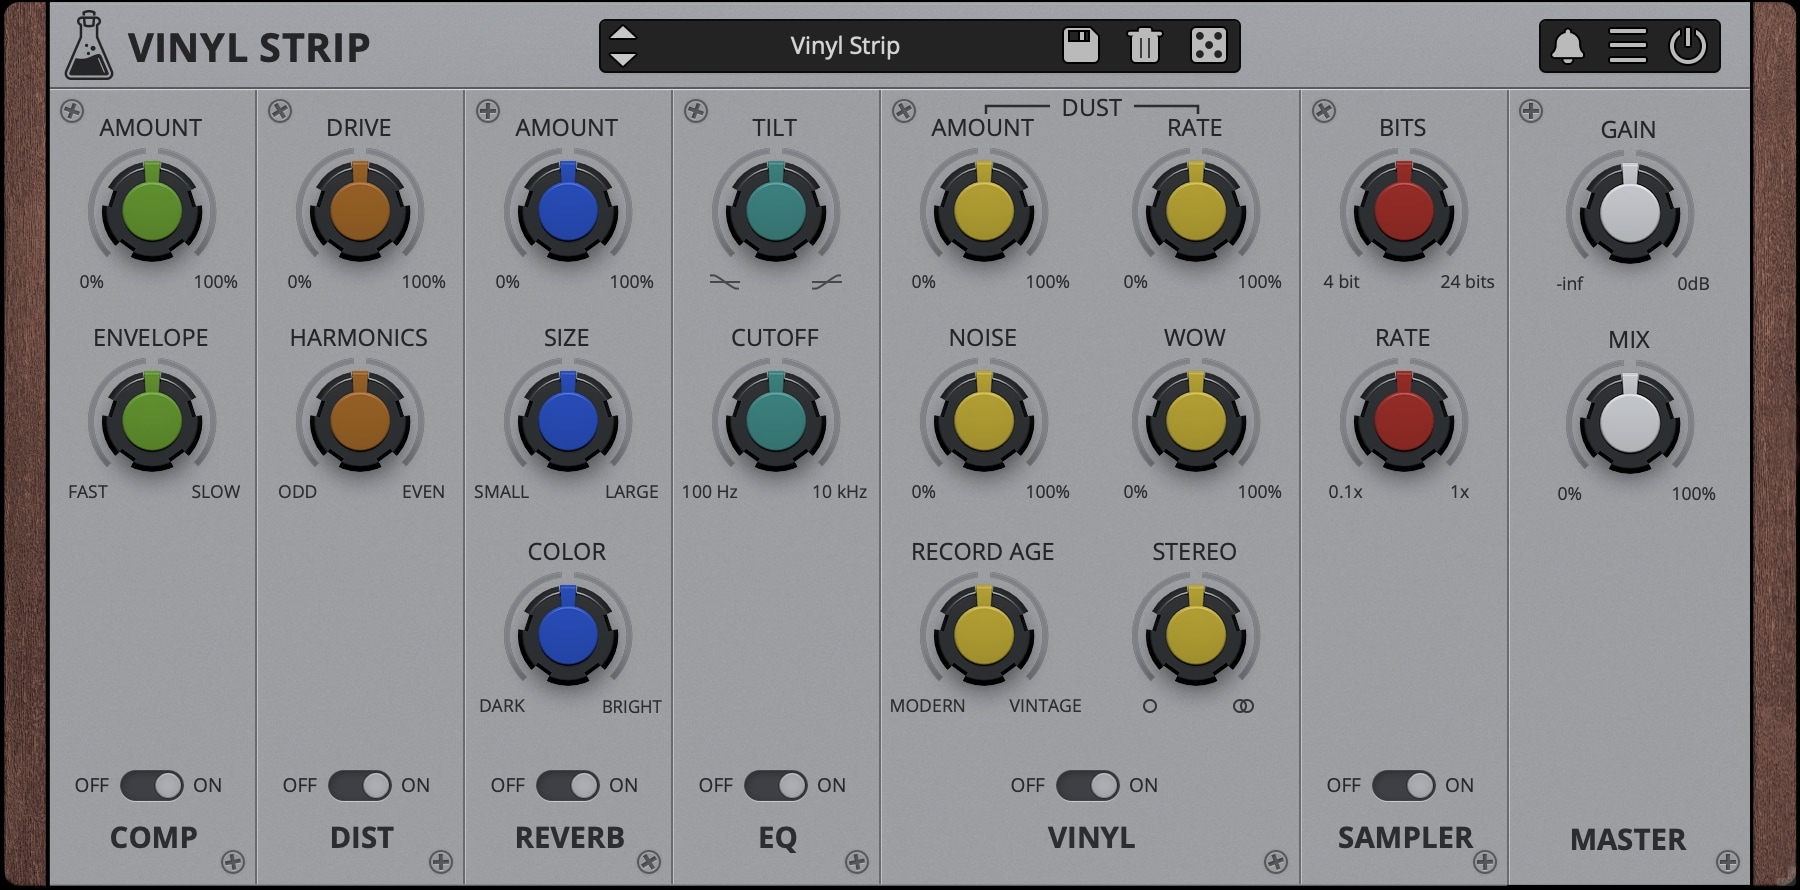 VINYL STRIP
Vinyl Strip
AMOUNT
0% 100%
ENVELOPE
FAST SLOW
OFF ON
COMP
DRIVE
0% 100%
HARMONICS
ODD EVEN
OFF ON
DIST
AMOUNT
0% 100%
SIZE
SMALL LARGE
COLOR
DARK BRIGHT
OFF ON
REVERB
TILT
CUTOFF
100 Hz 10 kHz
OFF ON
EQ
DUST
AMOUNT RATE
0% 100% 0% 100%
NOISE WOW
0% 100% 0% 100%
RECORD AGE STEREO
MODERN VINTAGE
OFF ON
VINYL
BITS
4 bit 24 bits
RATE
0.1x 1x
OFF ON
SAMPLER
GAIN
-inf 0dB
MIX
0% 100%
MASTER